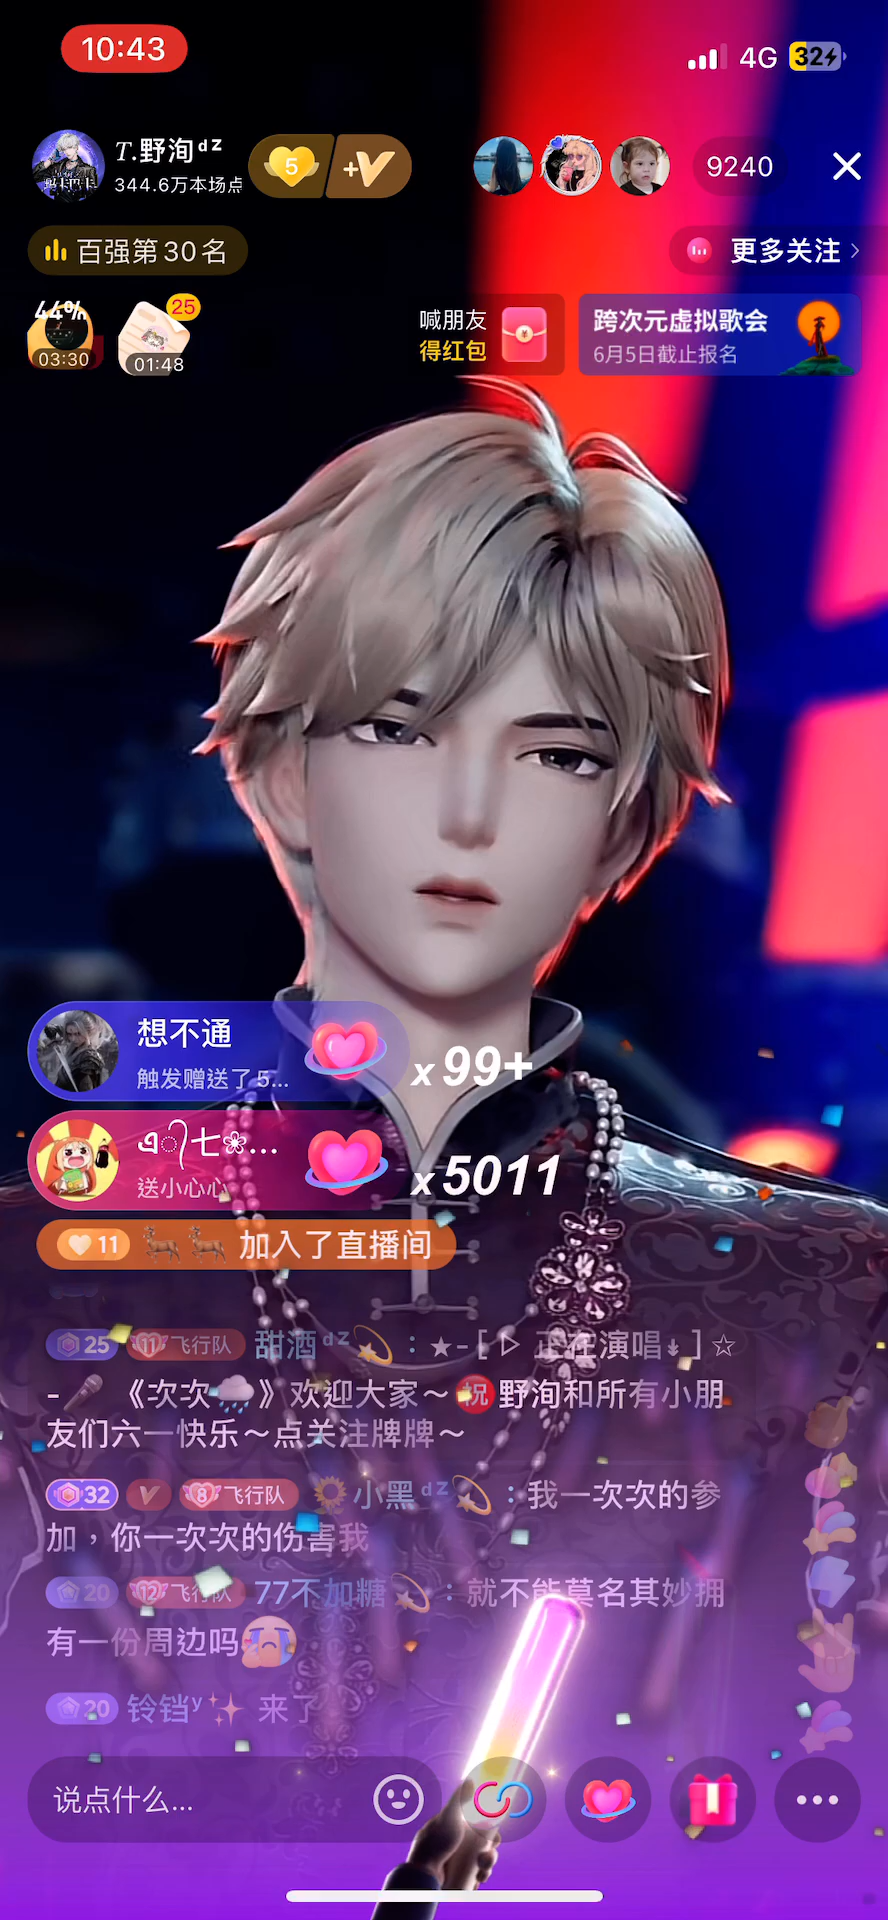 10:43
4G 32
T.野洵ᵈᶻ
344.6万本场点
5
+V
9240
百强第30名
更多关注
44%
03:30
25
01:48
喊朋友
得红包
跨次元虚拟歌会
6月5日截止报名
想不通
触发赠送了5...
x99+
七❀...
送小心心
x5011
11 加入了直播间
25 11 飞行队 甜酒ᵈᶻ💫：★-[ ▷ 正在演唱↡ ] ☆
- 🎤 《次次🌧️》欢迎大家～㊗️野洵和所有小朋
友们六一快乐～点关注牌牌～
32 V 8 飞行队 小黑ᵈᶻ💫：我一次次的参
加，你一次次的伤害我
20 12 飞行队 77不加糖💫：就不能莫名其妙拥
有一份周边吗😭
20 铃铛ʸ✨ 来了
说点什么...